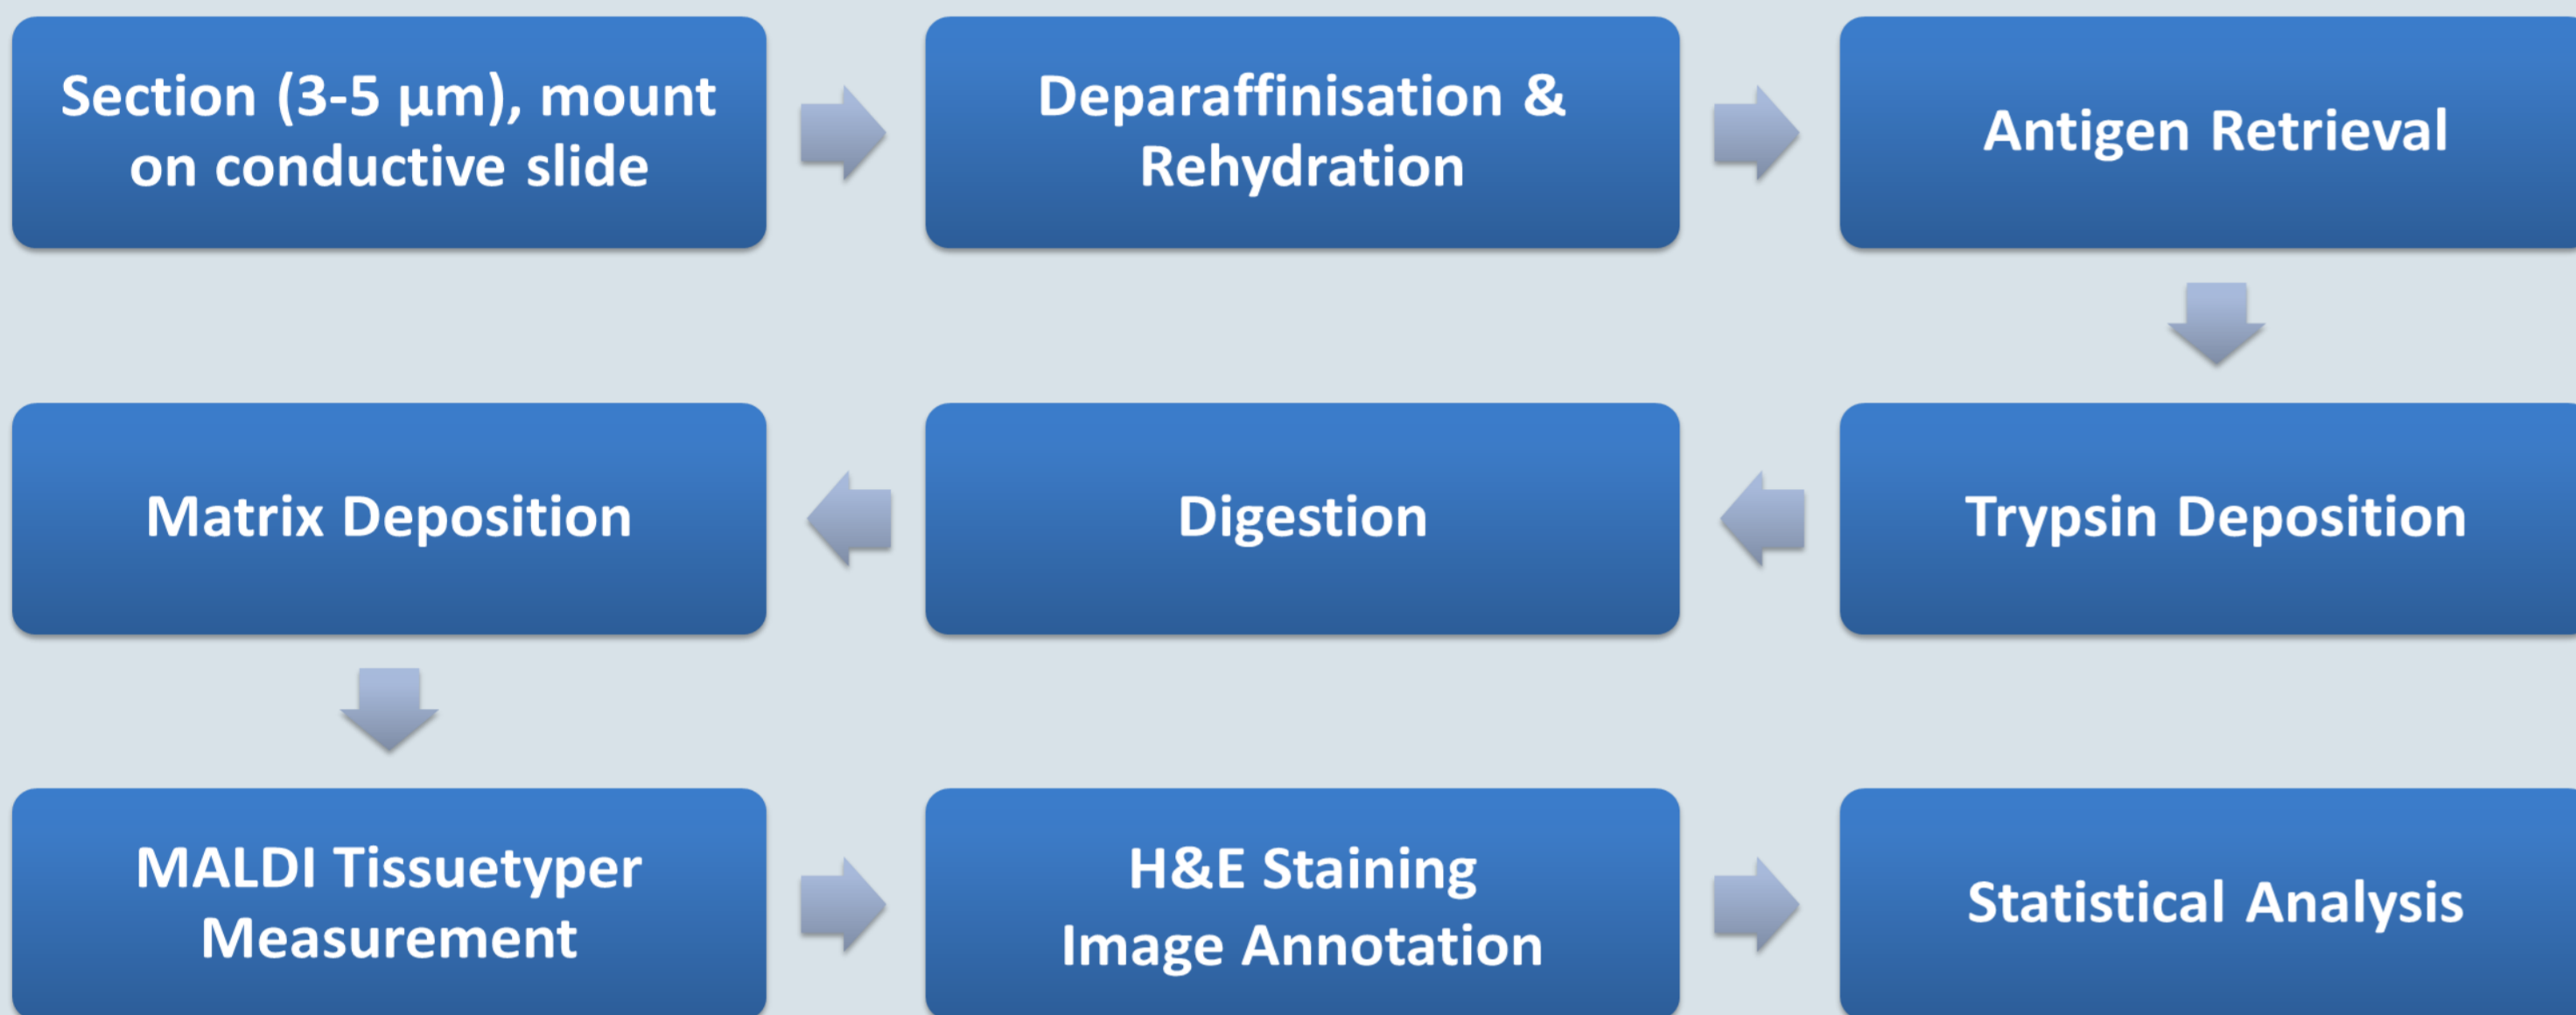 Section (3-5 µm), mount
on conductive slide
Deparaffinisation &
Rehydration
Antigen Retrieval
Trypsin Deposition
Digestion
Matrix Deposition
MALDI Tissuetyper
Measurement
H&E Staining
Image Annotation
Statistical Analysis